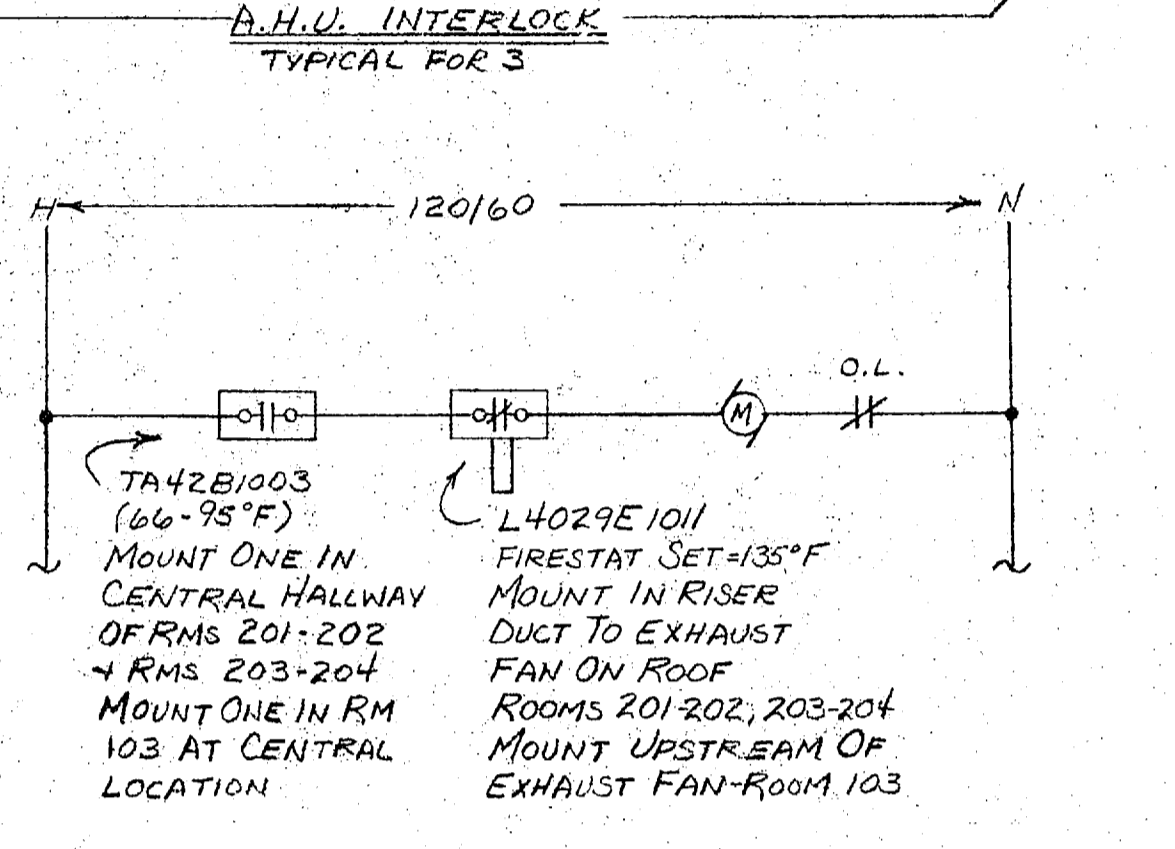 A.H.U. INTERLOCK
TYPICAL FOR 3
H 120/60 N
O.L.
M
TA42B1003
(66-95°F)
MOUNT ONE IN
CENTRAL HALLWAY
OF RMS 201-202
+ RMS 203-204
MOUNT ONE IN RM
103 AT CENTRAL
LOCATION
L4029E1011
FIRESTAT SET=135°F
MOUNT IN RISER
DUCT TO EXHAUST
FAN ON ROOF
ROOMS 201-202, 203-204
MOUNT UPSTREAM OF
EXHAUST FAN-ROOM 103